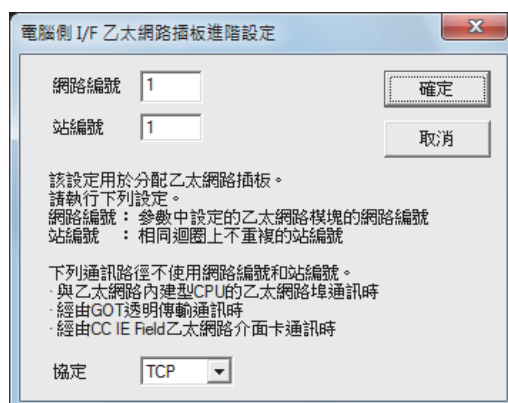 電腦側 I/F 乙太網路插板進階設定
網路編號 1
確定
站編號 1
取消
該設定用於分配乙太網路插板。
請執行下列設定。
網路編號： 參數中設定的乙太網路模塊的網路編號
站編號 ： 相同迴圈上不重複的站編號
下列通訊路徑不使用網路編號和站編號。
‧與乙太網路內建型CPU的乙太網路埠通訊時
‧經由GOT透明傳輸通訊時
‧經由CC IE Field乙太網路介面卡通訊時
協定 TCP